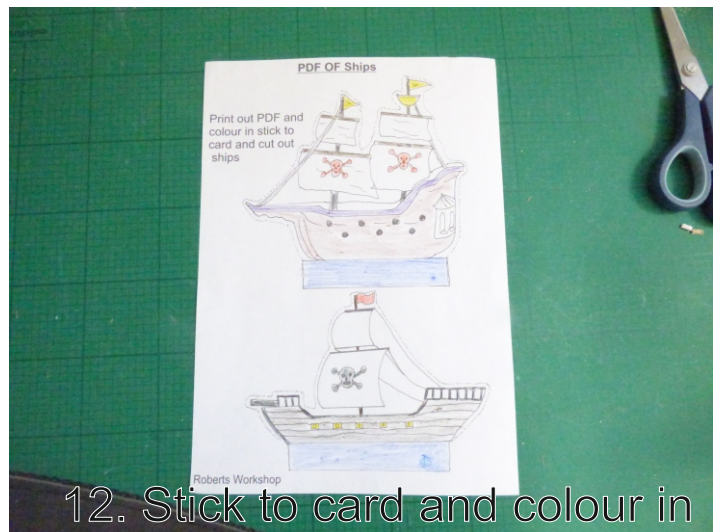 PDF OF Ships
Print out PDF and
colour in stick to
card and cut out
ships
Roberts Workshop
12. Stick to card and colour in